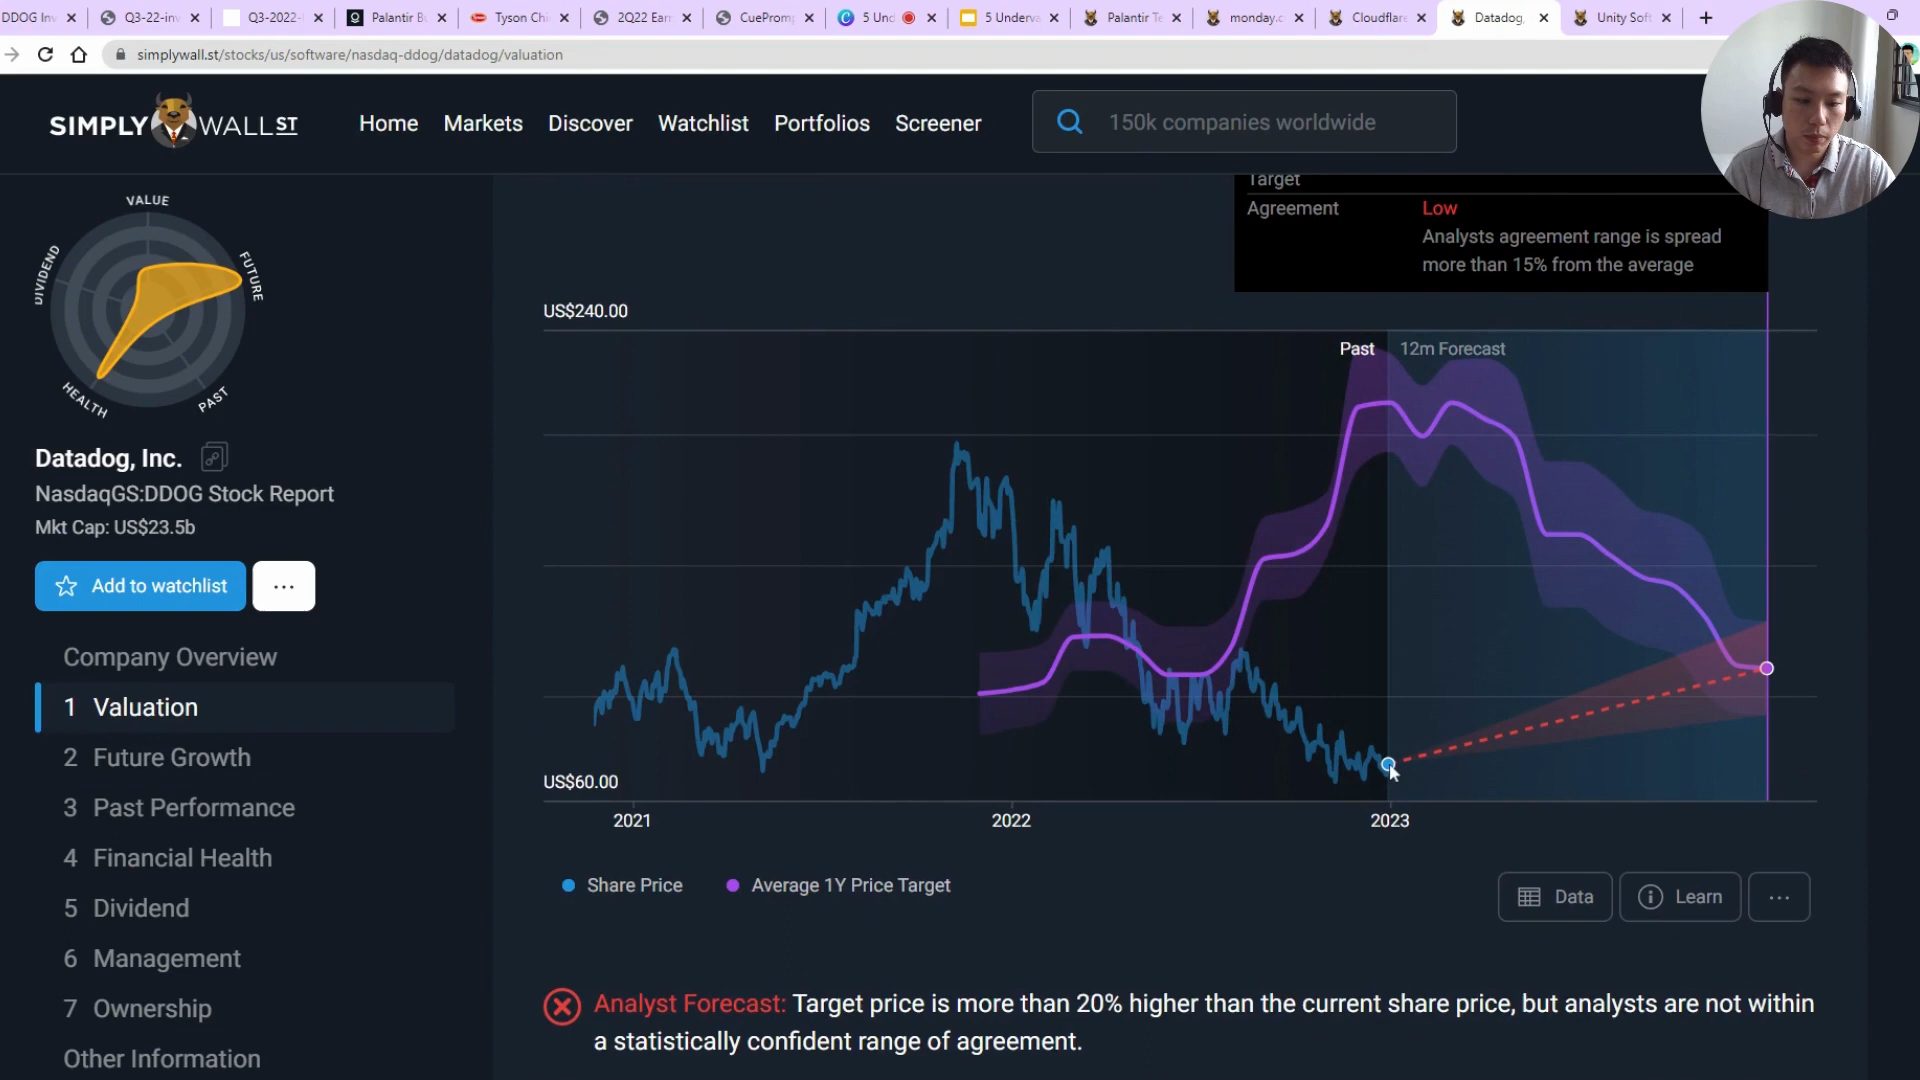 DDOG Inv
Q3-22-inv
Q3-2022-
Palantir Bu
Tyson Chi
2Q22 Earn
CueProm
5 Und
5 Underva
Palantir Te
monday.c
Cloudflare
Datadog,
Unity Soft
simplywall.st/stocks/us/software/nasdaq-ddog/datadog/valuation
SIMPLY WALL ST
Home
Markets
Discover
Watchlist
Portfolios
Screener
150k companies worldwide
VALUE
FUTURE
PAST
HEALTH
DIVIDEND
Datadog, Inc.
NasdaqGS:DDOG Stock Report
Mkt Cap: US$23.5b
Add to watchlist
...
Company Overview
1 Valuation
2 Future Growth
3 Past Performance
4 Financial Health
5 Dividend
6 Management
7 Ownership
Other Information
Target
Agreement
Low
Analysts agreement range is spread
more than 15% from the average
US$240.00
Past
12m Forecast
US$60.00
2021
2022
2023
Share Price
Average 1Y Price Target
Data
Learn
...
Analyst Forecast: Target price is more than 20% higher than the current share price, but analysts are not within
a statistically confident range of agreement.